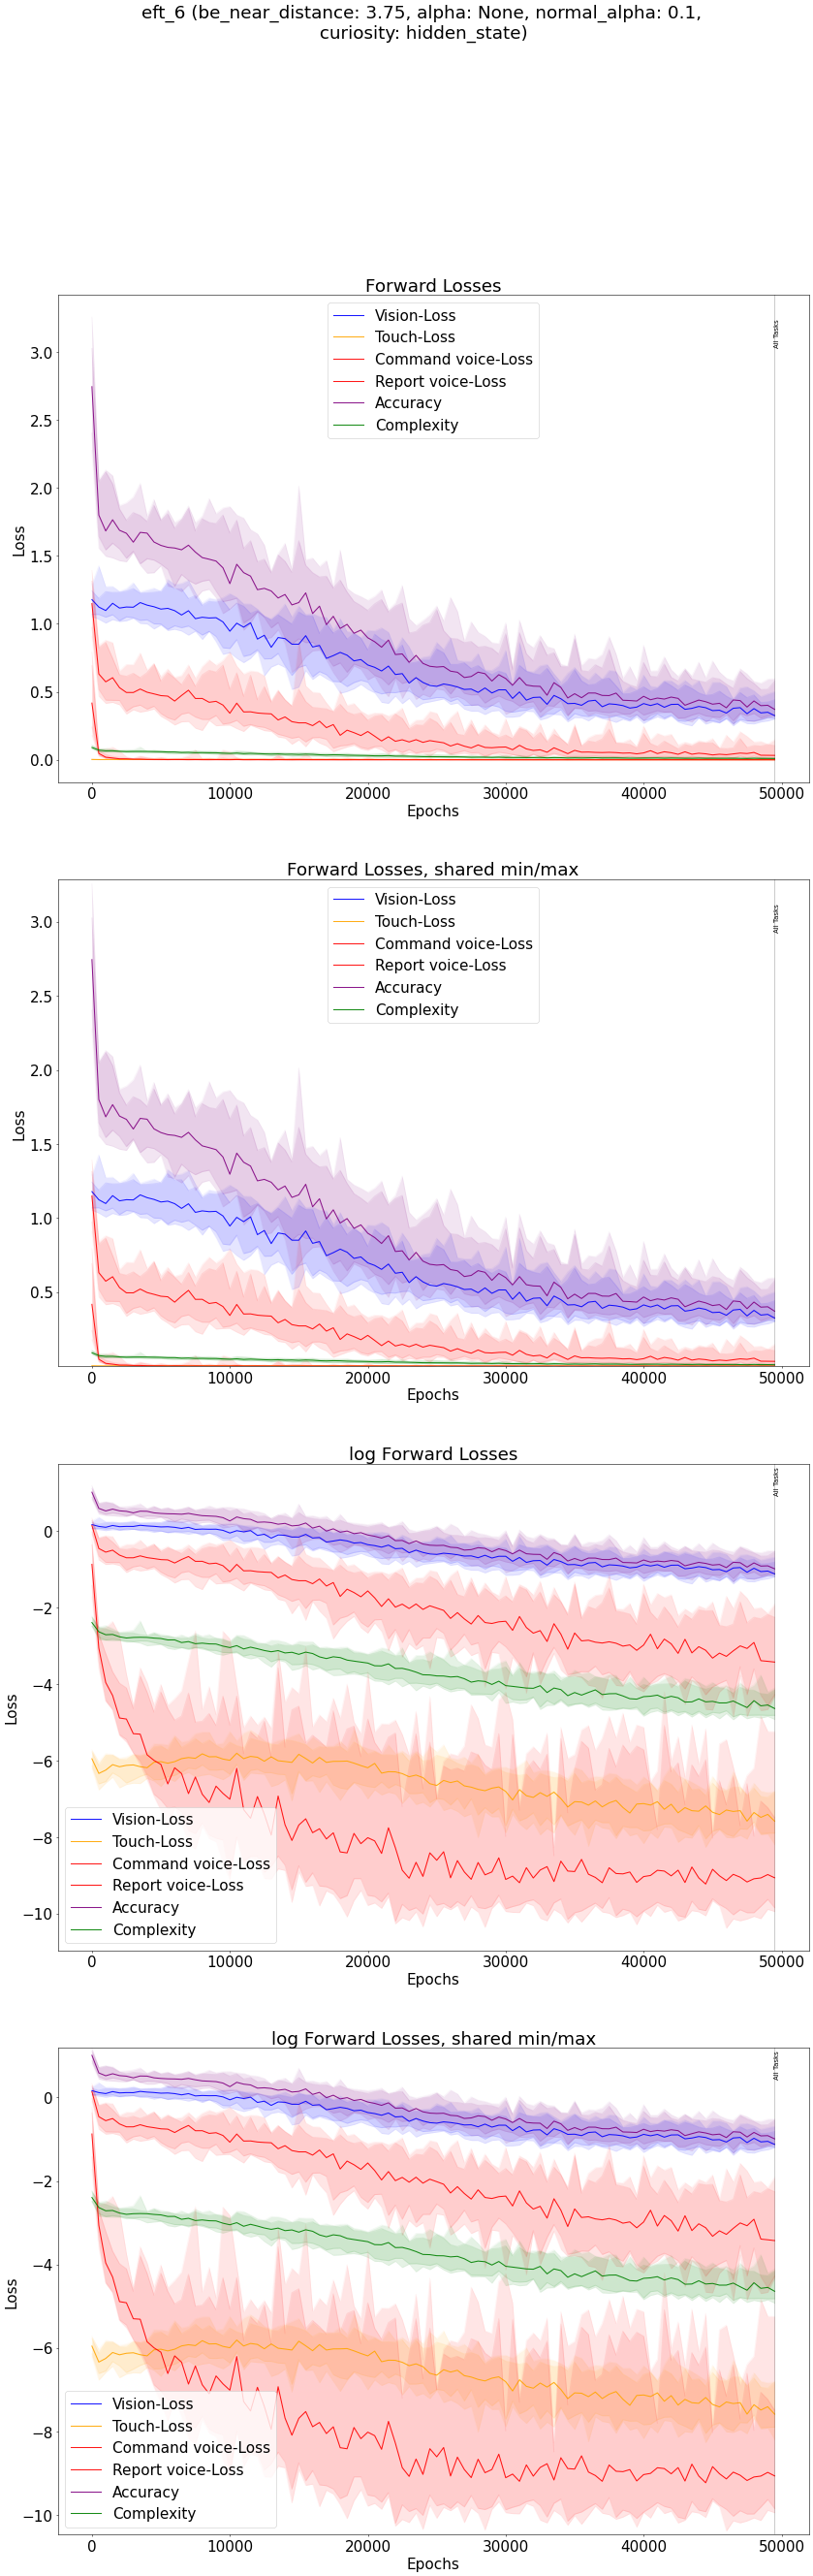 eft_6 (be_near_distance: 3.75, alpha: None, normal_alpha: 0.1,
curiosity: hidden_state)
Forward Losses
Vision-Loss
Touch-Loss
Command voice-Loss
Report voice-Loss
Accuracy
Complexity
All Tasks
3.0
2.5
2.0
1.5
1.0
0.5
0.0
Loss
0 10000 20000 30000 40000 50000
Epochs
Forward Losses, shared min/max
Vision-Loss
Touch-Loss
Command voice-Loss
Report voice-Loss
Accuracy
Complexity
All Tasks
3.0
2.5
2.0
1.5
1.0
0.5
Loss
0 10000 20000 30000 40000 50000
Epochs
log Forward Losses
All Tasks
0
−2
−4
−6
−8
−10
Loss
Vision-Loss
Touch-Loss
Command voice-Loss
Report voice-Loss
Accuracy
Complexity
0 10000 20000 30000 40000 50000
Epochs
log Forward Losses, shared min/max
All Tasks
0
−2
−4
−6
−8
−10
Loss
Vision-Loss
Touch-Loss
Command voice-Loss
Report voice-Loss
Accuracy
Complexity
0 10000 20000 30000 40000 50000
Epochs